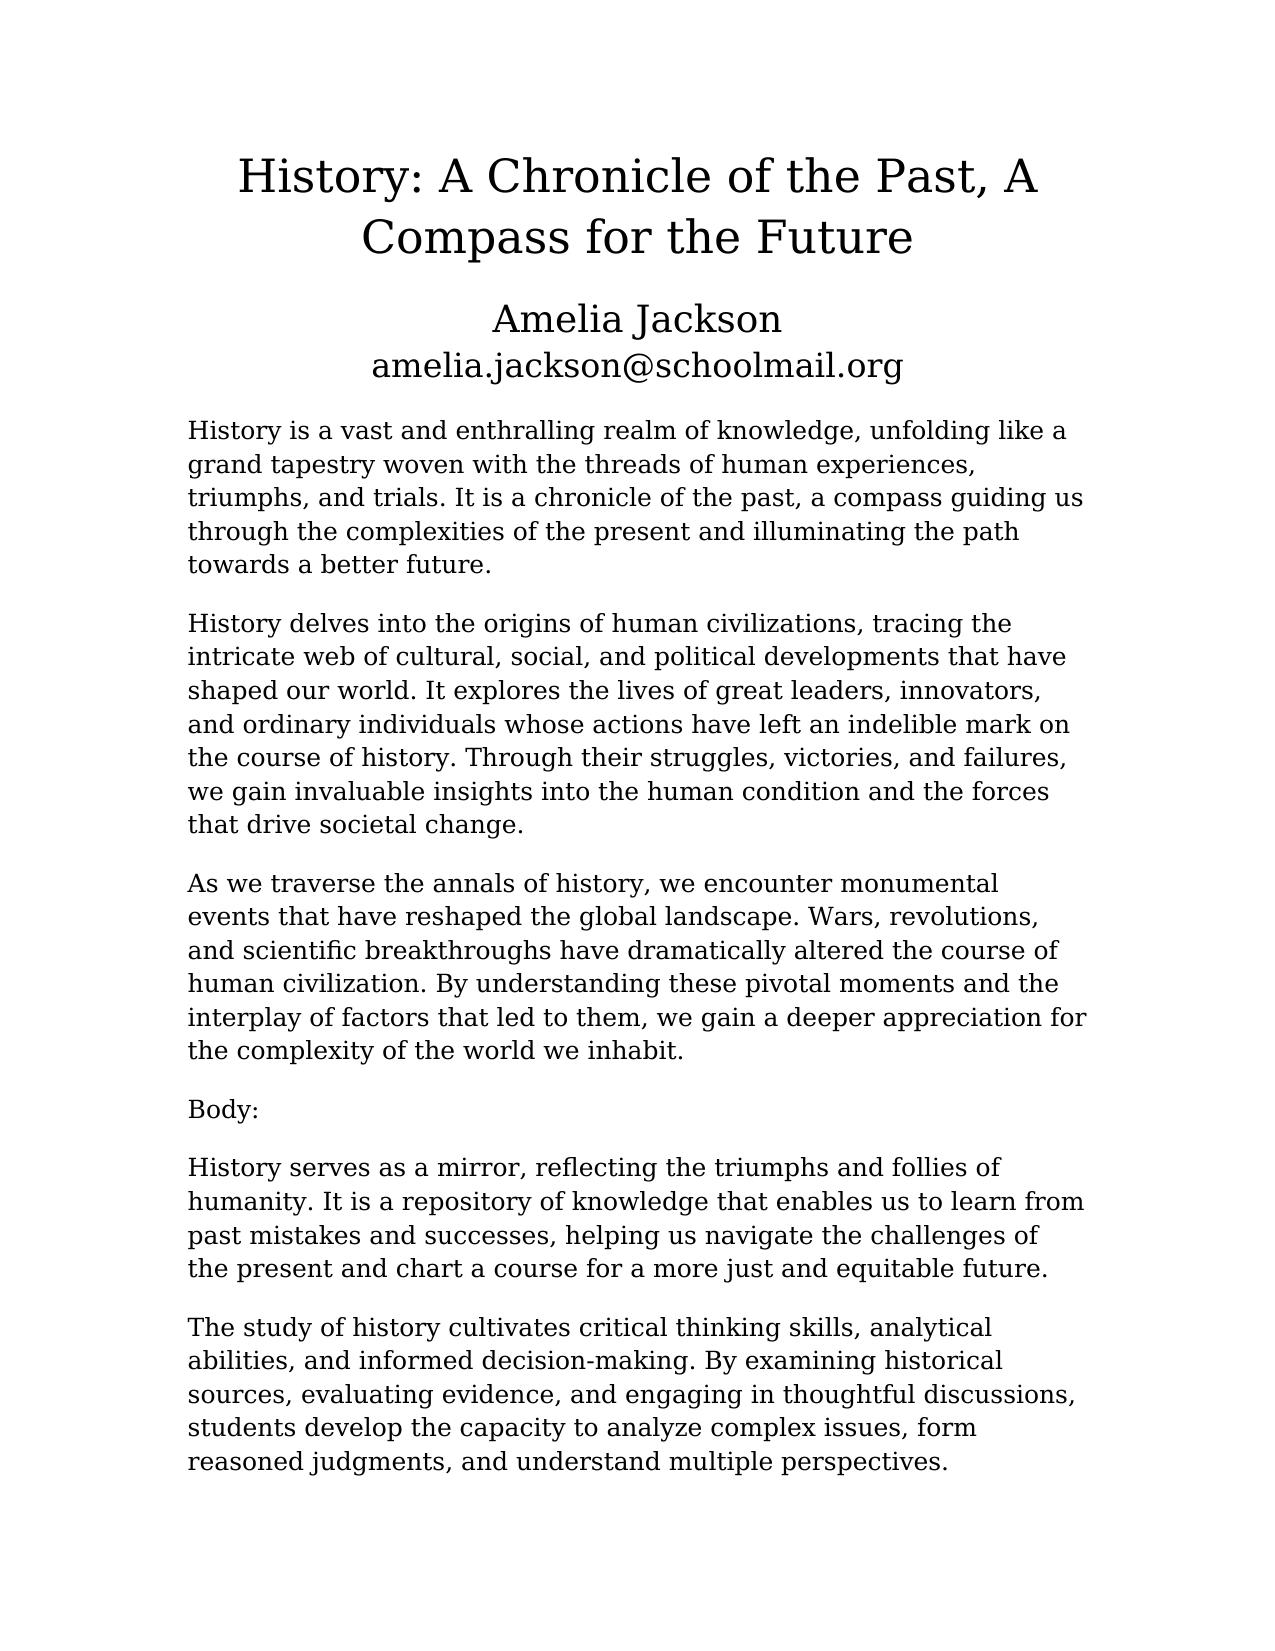 History: A Chronicle of the Past, A
Compass for the Future
Amelia Jackson
amelia.jackson@schoolmail.org
History is a vast and enthralling realm of knowledge, unfolding like a
grand tapestry woven with the threads of human experiences,
triumphs, and trials. It is a chronicle of the past, a compass guiding us
through the complexities of the present and illuminating the path
towards a better future.
History delves into the origins of human civilizations, tracing the
intricate web of cultural, social, and political developments that have
shaped our world. It explores the lives of great leaders, innovators,
and ordinary individuals whose actions have left an indelible mark on
the course of history. Through their struggles, victories, and failures,
we gain invaluable insights into the human condition and the forces
that drive societal change.
As we traverse the annals of history, we encounter monumental
events that have reshaped the global landscape. Wars, revolutions,
and scientific breakthroughs have dramatically altered the course of
human civilization. By understanding these pivotal moments and the
interplay of factors that led to them, we gain a deeper appreciation for
the complexity of the world we inhabit.
Body:
History serves as a mirror, reflecting the triumphs and follies of
humanity. It is a repository of knowledge that enables us to learn from
past mistakes and successes, helping us navigate the challenges of
the present and chart a course for a more just and equitable future.
The study of history cultivates critical thinking skills, analytical
abilities, and informed decision-making. By examining historical
sources, evaluating evidence, and engaging in thoughtful discussions,
students develop the capacity to analyze complex issues, form
reasoned judgments, and understand multiple perspectives.